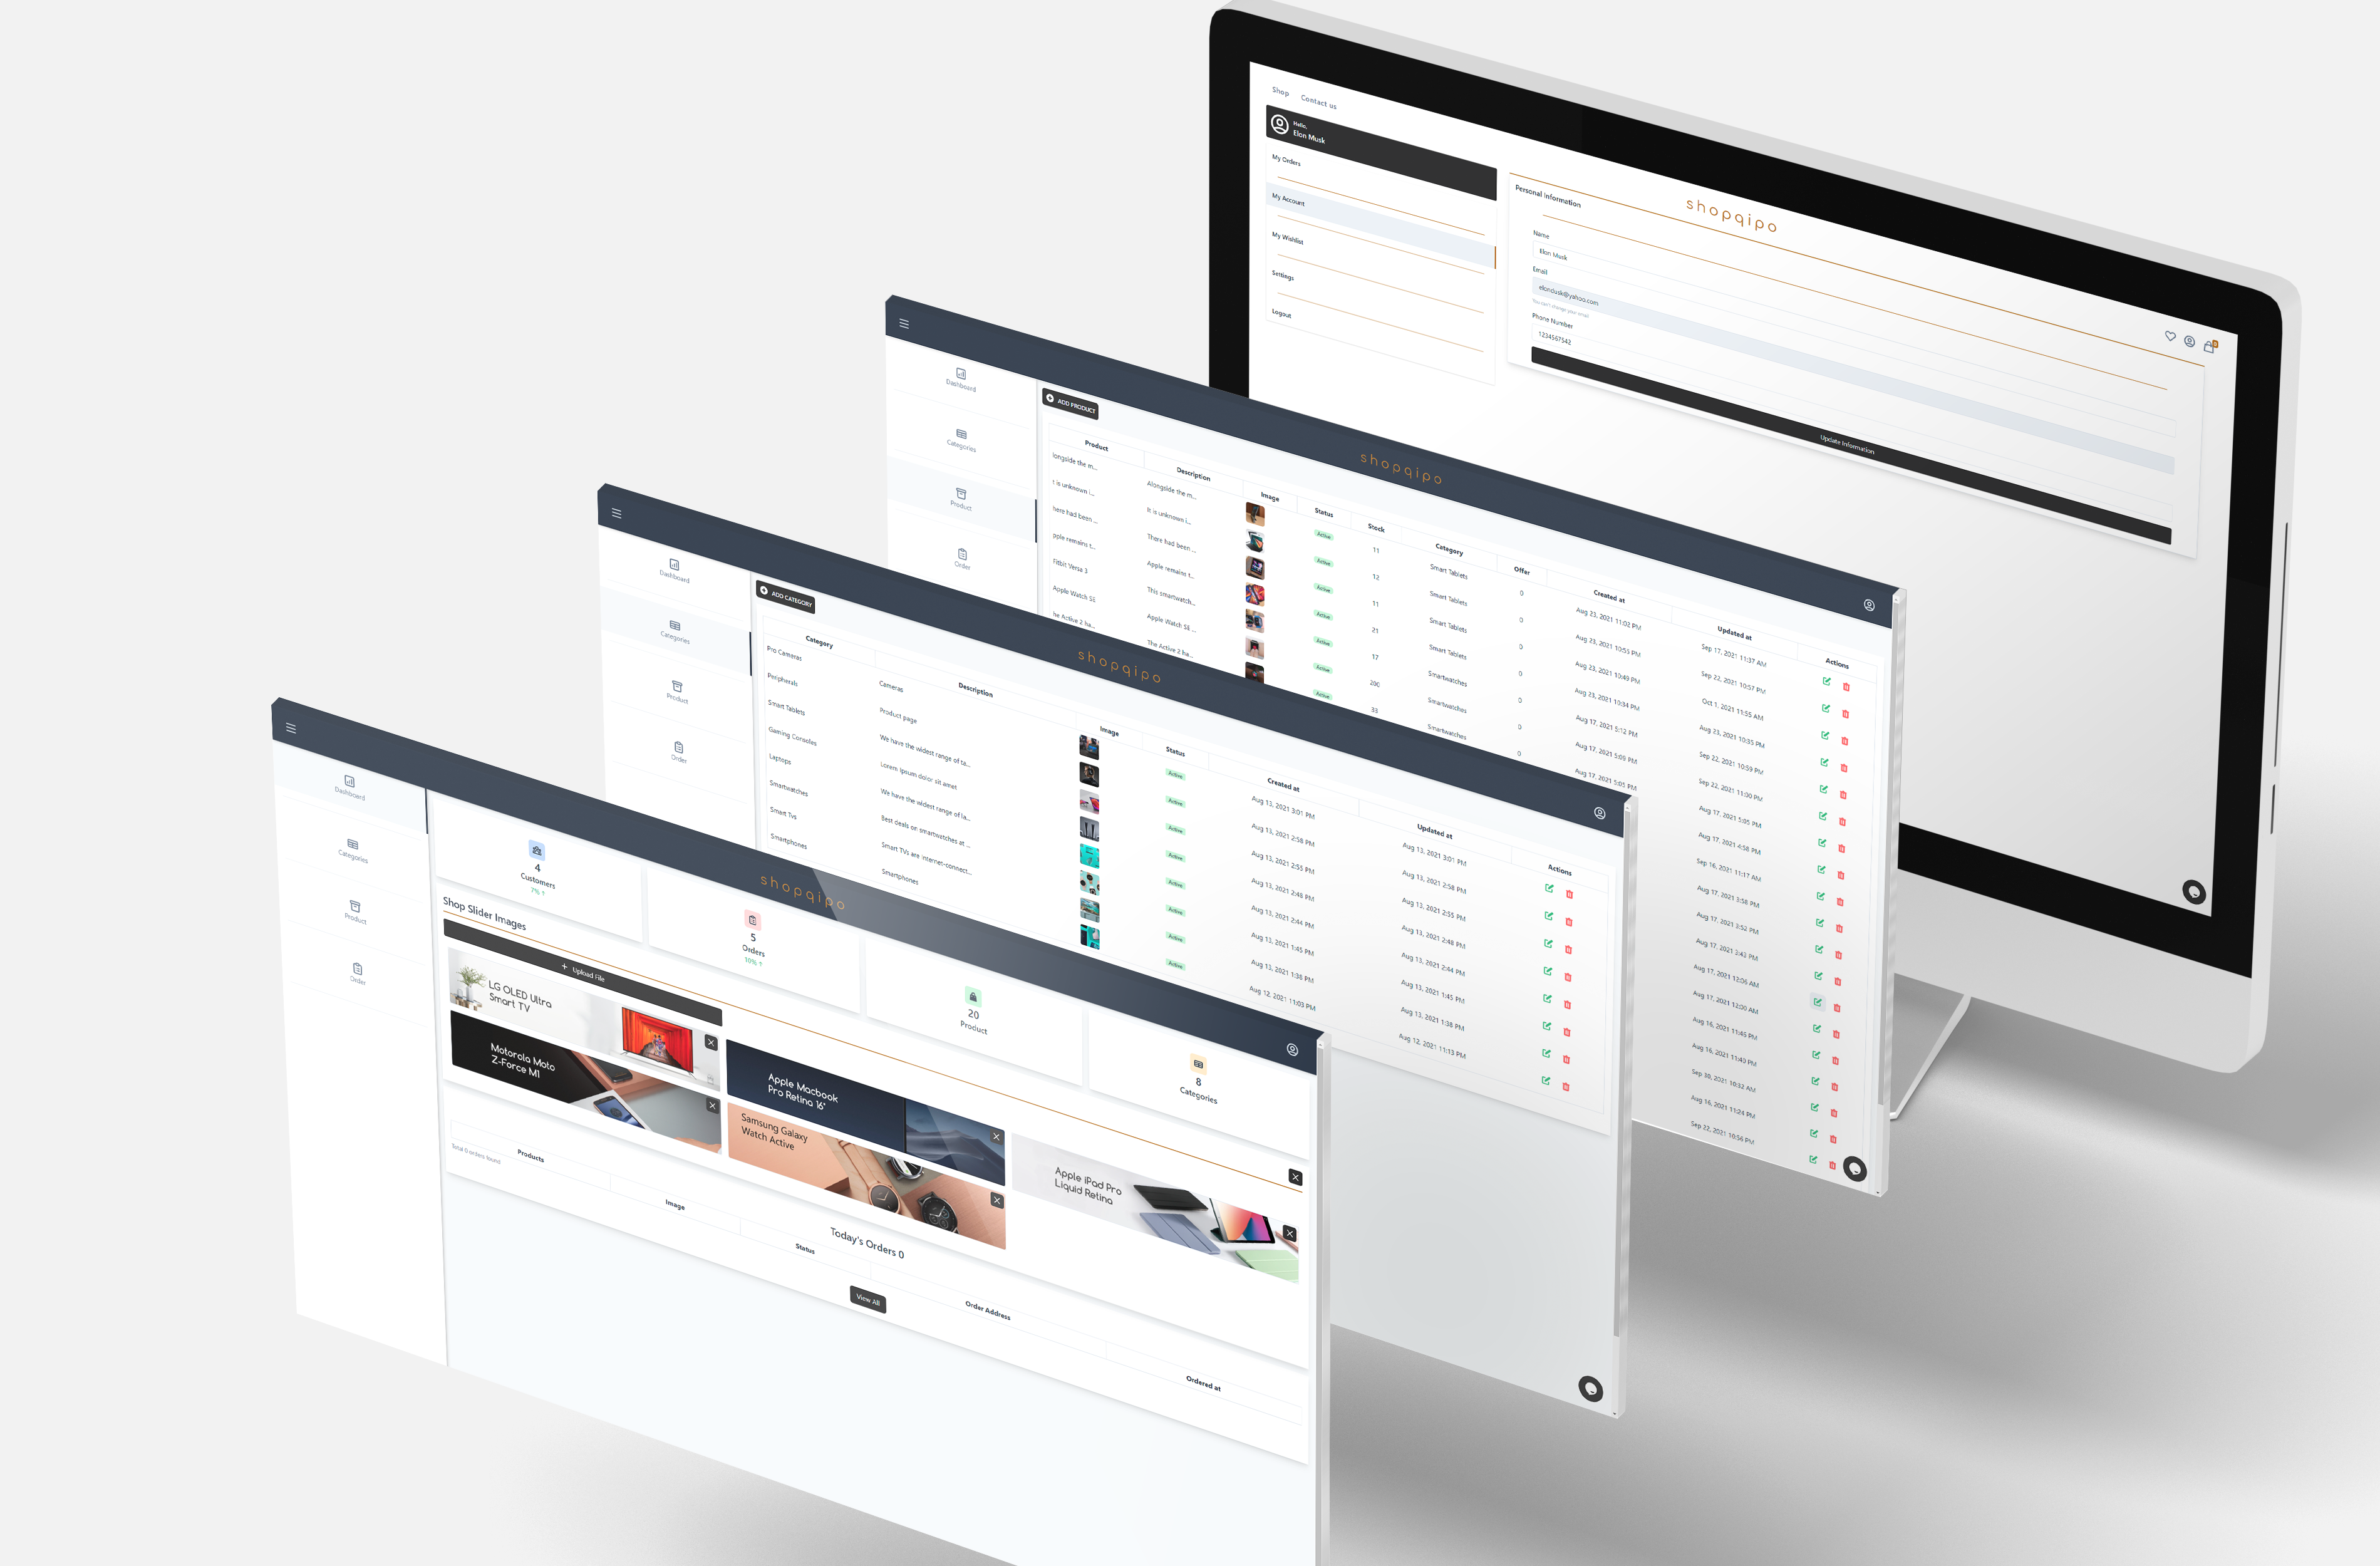 Shop
Contact us
Hello,
Elon Musk
My Orders
My Account
My Wishlist
Settings
Logout
shopqipo
Personal Information
Name
Elon Musk
Email
You can't change your email
Phone Number
1234567542
Update Information
shopqipo
Dashboard
Categories
Product
Order
ADD PRODUCT
Product
Description
Image
Status
Stock
Category
Offer
Created at
Updated at
Actions
longside the m...
Alongside the m...
Active
11
Smart Tablets
0
Aug 23, 2021 11:02 PM
Sep 17, 2021 11:37 AM
t is unknown i...
It is unknown i...
Active
12
Smart Tablets
0
Aug 23, 2021 10:55 PM
Sep 22, 2021 10:57 PM
here had been ...
There had been ...
Active
11
Smart Tablets
0
Aug 23, 2021 10:49 PM
Oct 1, 2021 11:55 AM
pple remains t...
Apple remains t...
Active
21
Smart Tablets
0
Aug 23, 2021 10:34 PM
Aug 23, 2021 10:35 PM
Fitbit Versa 3
This smartwatch...
Active
17
Smartwatches
0
Aug 17, 2021 5:12 PM
Sep 22, 2021 10:59 PM
Apple Watch SE
Apple Watch SE ...
Active
200
Smartwatches
0
Aug 17, 2021 5:09 PM
Sep 22, 2021 11:00 PM
he Active 2 ha...
The Active 2 ha...
Active
33
Smartwatches
0
Aug 17, 2021 5:05 PM
Aug 17, 2021 5:05 PM
Aug 17, 2021 4:58 PM
Sep 16, 2021 11:17 AM
Aug 17, 2021 3:58 PM
Aug 17, 2021 3:52 PM
Aug 17, 2021 3:43 PM
Aug 17, 2021 12:06 AM
Aug 17, 2021 12:00 AM
Aug 16, 2021 11:46 PM
Aug 16, 2021 11:40 PM
Sep 30, 2021 10:32 AM
Aug 16, 2021 11:24 PM
Sep 22, 2021 10:56 PM
shopqipo
Dashboard
Categories
Product
Order
ADD CATEGORY
Category
Description
Image
Status
Created at
Updated at
Actions
Pro Cameras
Cameras
Active
Aug 13, 2021 3:01 PM
Aug 13, 2021 3:01 PM
Peripherals
Product page
Active
Aug 13, 2021 2:58 PM
Aug 13, 2021 2:58 PM
Smart Tablets
We have the widest range of ta...
Active
Aug 13, 2021 2:55 PM
Aug 13, 2021 2:55 PM
Gaming Consoles
Lorem ipsum dolor sit amet
Active
Aug 13, 2021 2:48 PM
Aug 13, 2021 2:48 PM
Laptops
We have the widest range of la...
Active
Aug 13, 2021 2:44 PM
Aug 13, 2021 2:44 PM
Smartwatches
Best deals on smartwatches at ...
Active
Aug 13, 2021 1:45 PM
Aug 13, 2021 1:45 PM
Smart Tvs
Smart TVs are internet-connect...
Active
Aug 13, 2021 1:38 PM
Aug 13, 2021 1:38 PM
Smartphones
Smartphones
Active
Aug 12, 2021 11:03 PM
Aug 12, 2021 11:13 PM
shopqipo
Dashboard
Categories
Product
Order
4
Customers
7% ↑
5
Orders
10% ↑
20
Product
8
Categories
Shop Slider Images
+ Upload File
LG OLED Ultra
Smart TV
Motorola Moto
Z-Force M1
Apple Macbook
Pro Retina 16"
Samsung Galaxy
Watch Active
Apple iPad Pro
Liquid Retina
Today's Orders 0
Products
Image
Status
Order Address
Ordered at
Total 0 orders found
View All